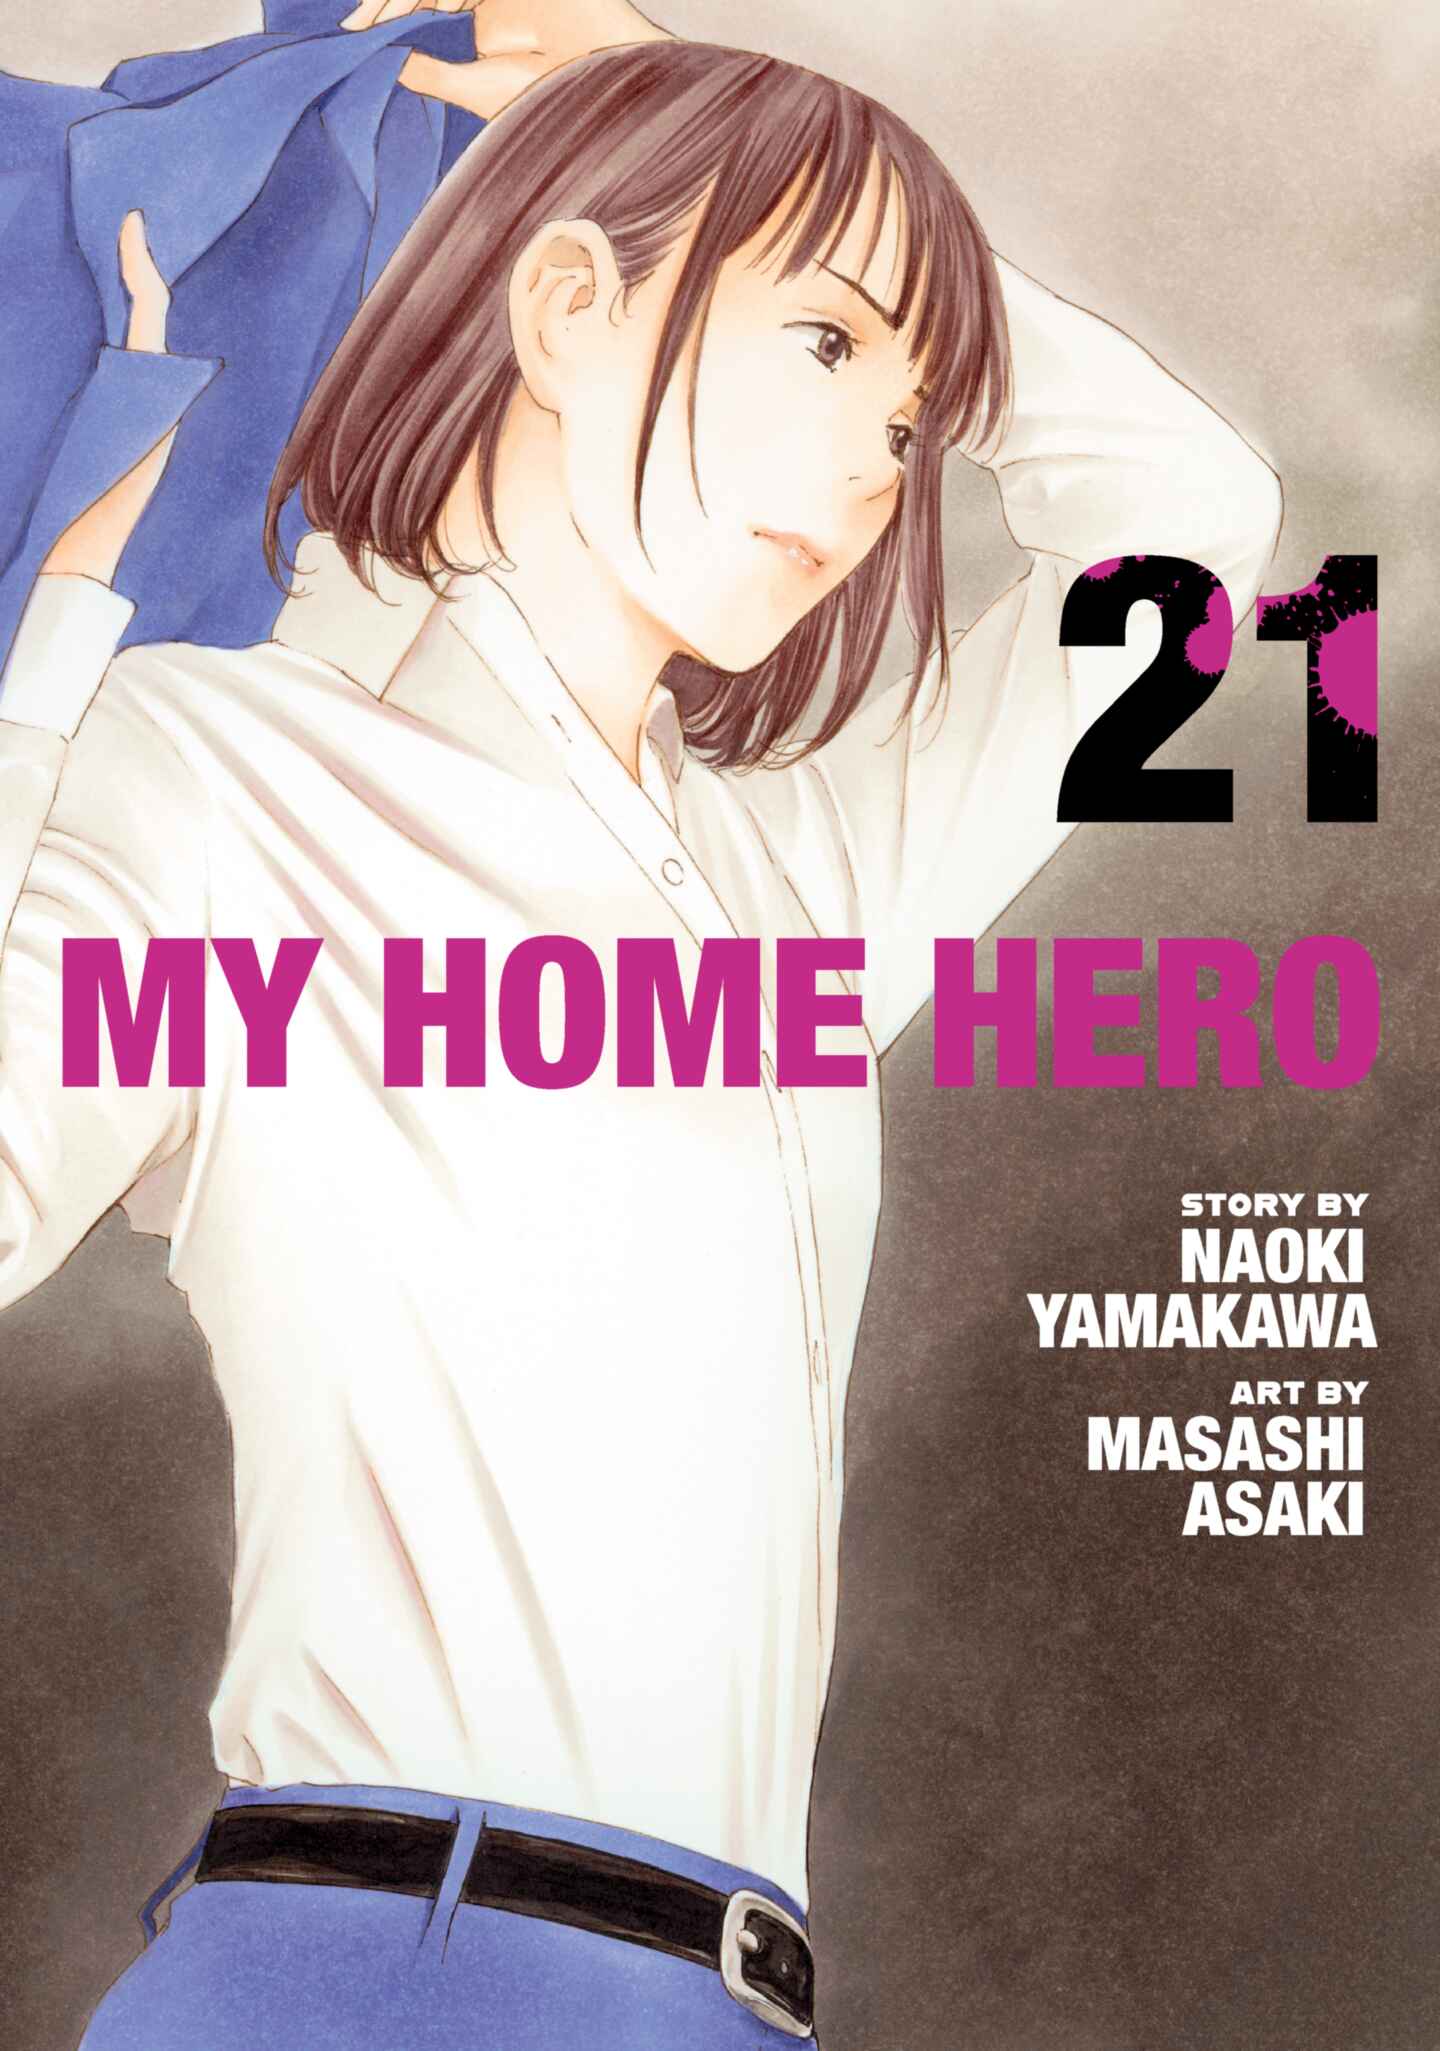 21
MY HOME HERO
STORY BY
NAOKI
YAMAKAWA
ART BY
MASASHI
ASAKI